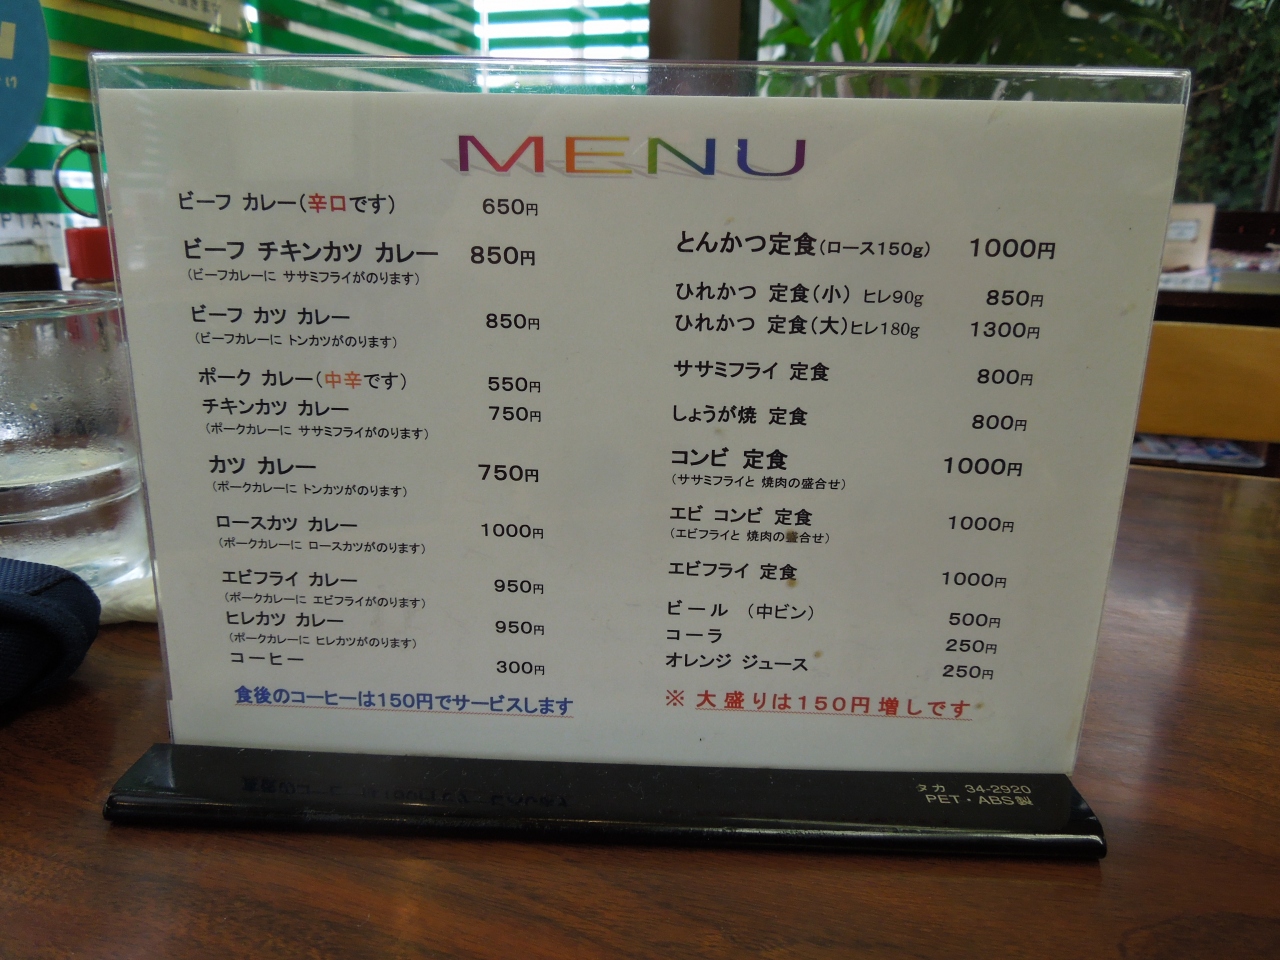 MENU
ビーフ カレー(辛口です) 650円
ビーフ チキンカツ カレー 850円
(ビーフカレーに ササミフライがのります)
ビーフ カツ カレー 850円
(ビーフカレーに トンカツがのります)
ポーク カレー(中辛です) 550円
チキンカツ カレー 750円
(ポークカレーに ササミフライがのります)
カツ カレー 750円
(ポークカレーに トンカツがのります)
ロースカツ カレー 1000円
(ポークカレーに ロースカツがのります)
エビフライ カレー 950円
(ポークカレーに エビフライがのります)
ヒレカツ カレー 950円
(ポークカレーに ヒレカツがのります)
コーヒー 300円
食後のコーヒーは150円でサービスします
とんかつ定食(ロース150g) 1000円
ひれかつ 定食(小) ヒレ90g 850円
ひれかつ 定食(大)ヒレ180g 1300円
ササミフライ 定食 800円
しょうが焼 定食 800円
コンビ 定食 1000円
(ササミフライと 焼肉の盛合せ)
エビ コンビ 定食 1000円
(エビフライと 焼肉の盛合せ)
エビフライ 定食 1000円
ビール (中ビン) 500円
コーラ 250円
オレンジ ジュース 250円
※ 大盛りは150円増しです
タカ 34-2920
PET・ABS製
PTA